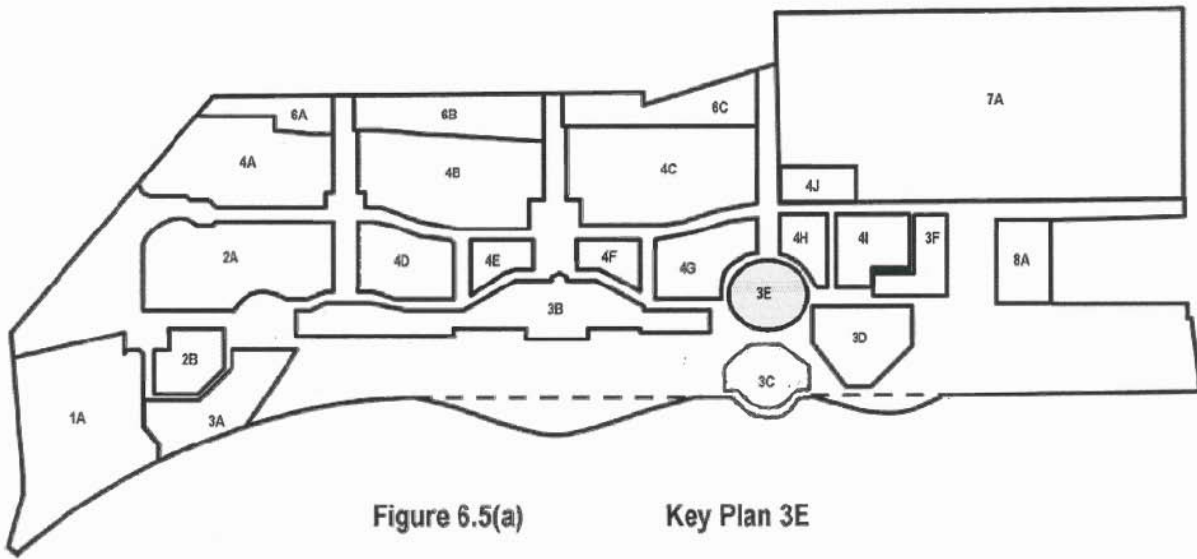 7A
6A
6B
6C
4A
4B
4C
4J
2A
4D
4E
4F
4G
4H
4I
3F
8A
3E
3B
3D
2B
3C
1A
3A
Figure 6.5(a) Key Plan 3E